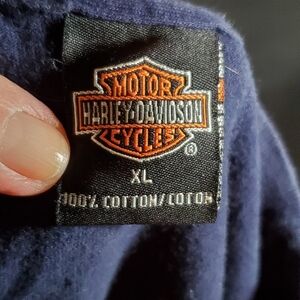 MOTOR
HARLEY-DAVIDSON
CYCLES
®
XL
100% COTTON/COTON